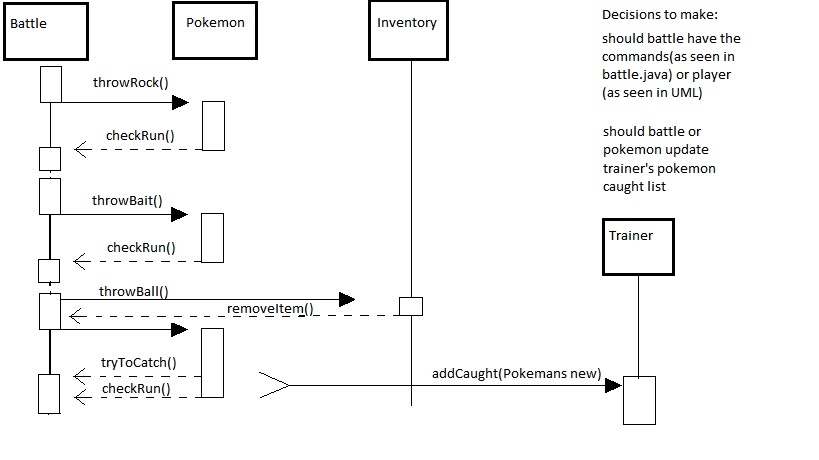 Battle
Pokemon
Inventory
Decisions to make:
should battle have the
commands(as seen in
battle.java) or player
(as seen in UML)
should battle or
pokemon update
trainer's pokemon
caught list
throwRock()
checkRun()
throwBait()
checkRun()
Trainer
throwBall()
removeItem()
tryToCatch()
checkRun()
addCaught(Pokemans new)